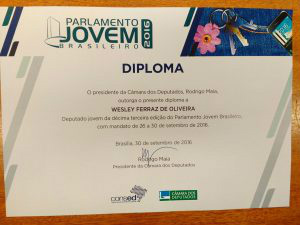 PARLAMENTO
JOVEM
BRASILEIRO
2016
DIPLOMA
O presidente da Câmara dos Deputados, Rodrigo Maia,
outorga o presente diploma a
WESLEY FERRAZ DE OLIVEIRA
Deputado jovem da décima terceira edição do Parlamento Jovem Brasileiro,
com mandato de 26 a 30 de setembro de 2016.
Brasília, 30 de setembro de 2016
Rodrigo Maia
Presidente da Câmara dos Deputados
consed
CÂMARA DOS
DEPUTADOS